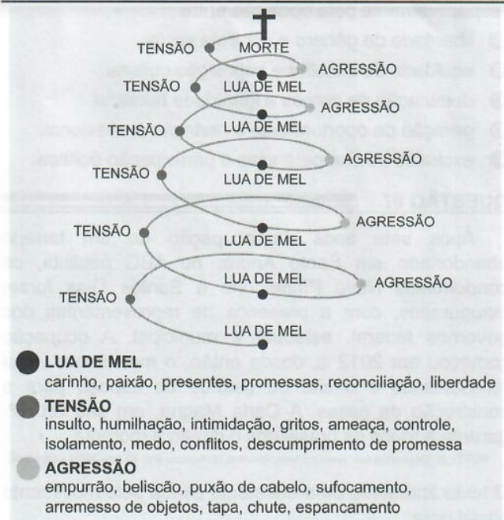 MORTE
TENSÃO
AGRESSÃO
LUA DE MEL
TENSÃO
AGRESSÃO
LUA DE MEL
TENSÃO
AGRESSÃO
LUA DE MEL
TENSÃO
AGRESSÃO
LUA DE MEL
TENSÃO
LUA DE MEL
AGRESSÃO
TENSÃO
LUA DE MEL
LUA DE MEL
carinho, paixão, presentes, promessas, reconciliação, liberdade
TENSÃO
insulto, humilhação, intimidação, gritos, ameaça, controle,
isolamento, medo, conflitos, descumprimento de promessa
AGRESSÃO
empurrão, beliscão, puxão de cabelo, sufocamento,
arremesso de objetos, tapa, chute, espancamento